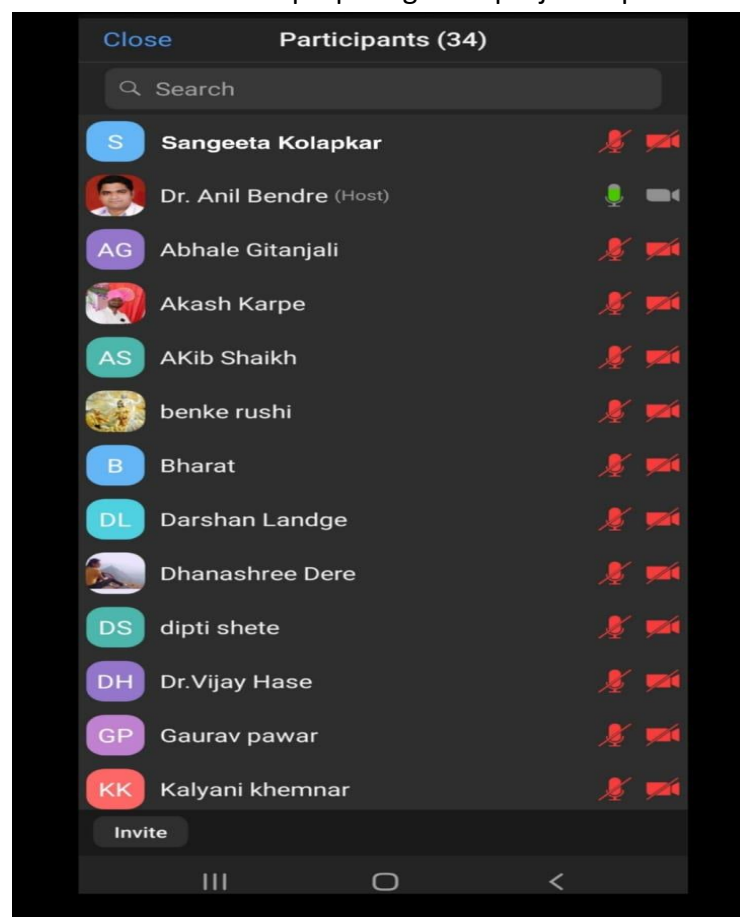 Close Participants (34)
Search
S Sangeeta Kolapkar
Dr. Anil Bendre (Host)
AG Abhale Gitanjali
Akash Karpe
AS AKib Shaikh
benke rushi
B Bharat
DL Darshan Landge
Dhanashree Dere
DS dipti shete
DH Dr.Vijay Hase
GP Gaurav pawar
KK Kalyani khemnar
Invite